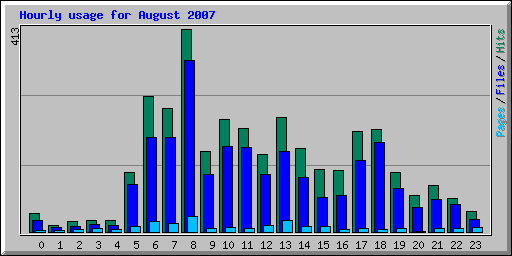 Hourly usage for August 2007
413
Pages/Files/Hits
0 1 2 3 4 5 6 7 8 9 10 11 12 13 14 15 16 17 18 19 20 21 22 23